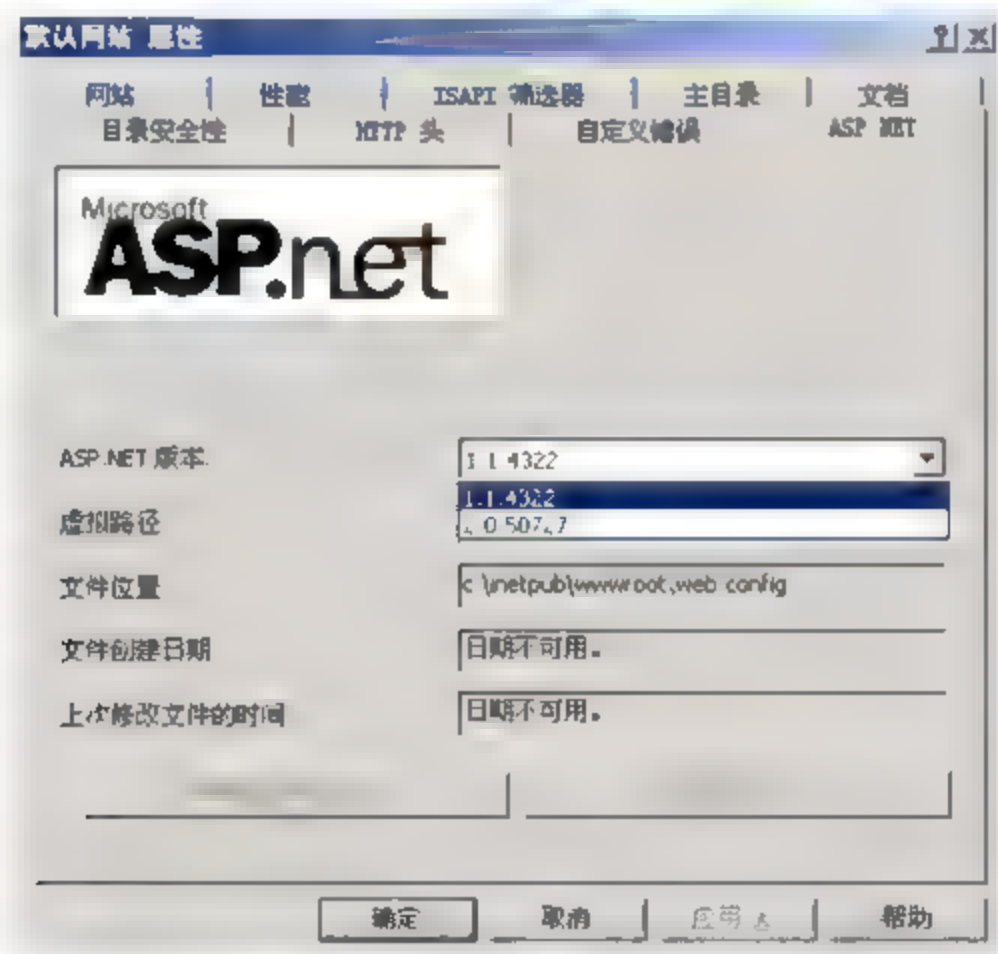 默认网站 属性
网站 性能 ISAPI 筛选器 主目录 文档
目录安全性 HTTP 头 自定义错误 ASP.NET
Microsoft
ASP.net
ASP.NET 版本:
1.1.4322
1.1.4322
2.0.50727
虚拟路径
文件位置
c:\inetpub\wwwroot\web.config
文件创建日期
日期不可用。
上次修改文件的时间
日期不可用。
确定 取消 应用(A) 帮助